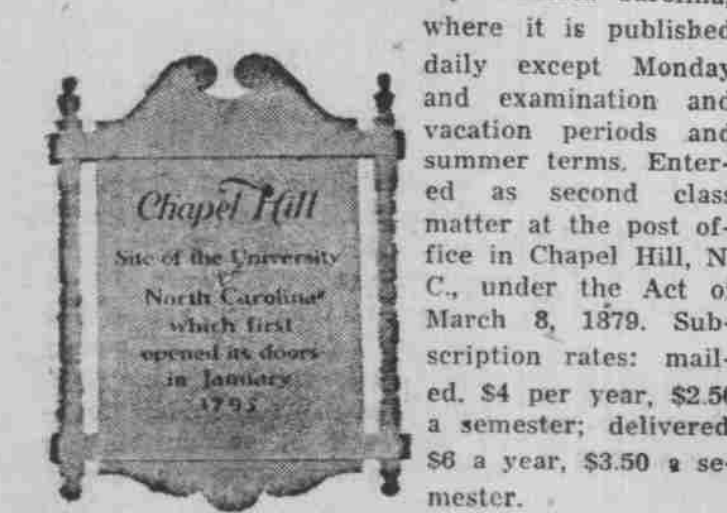 Chapel Hill
Site of the University
of
North Carolina
which first
opened its doors
in January
1795
where it is published
daily except Monday
and examination and
vacation periods and
summer terms. Enter-
ed as second class
matter at the post of-
fice in Chapel Hill, N.
C., under the Act of
March 8, 1879. Sub-
scription rates: mail-
ed. $4 per year, $2.50
a semester; delivered
$6 a year, $3.50 a se-
mester.